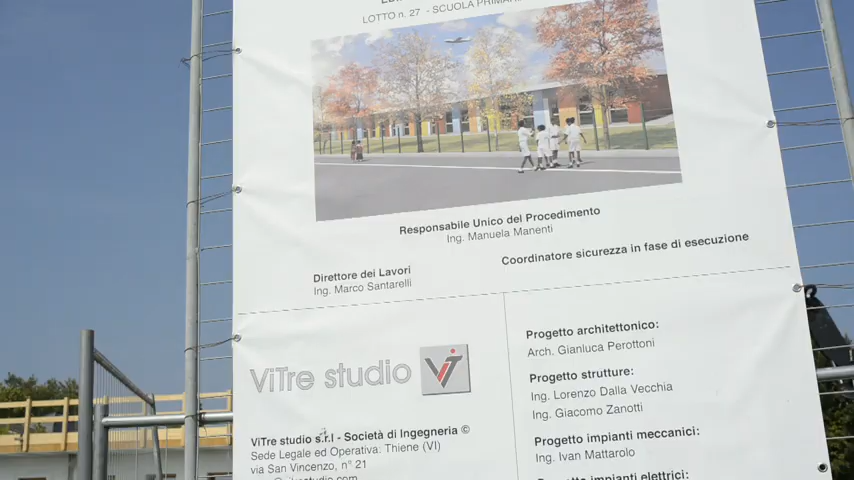 LOTTO n. 27 - SCUOLA PRIMARIA
Responsabile Unico del Procedimento
Ing. Manuela Manenti
Coordinatore sicurezza in fase di esecuzione
Direttore dei Lavori
Ing. Marco Santarelli
ViTre studio
ViTre studio s.r.l - Società di Ingegneria ©
Sede Legale ed Operativa: Thiene (VI)
via San Vincenzo, n° 21
Progetto architettonico:
Arch. Gianluca Perottoni
Progetto strutture:
Ing. Lorenzo Dalla Vecchia
Ing. Giacomo Zanotti
Progetto impianti meccanici:
Ing. Ivan Mattarolo
Progetto impianti elettrici: